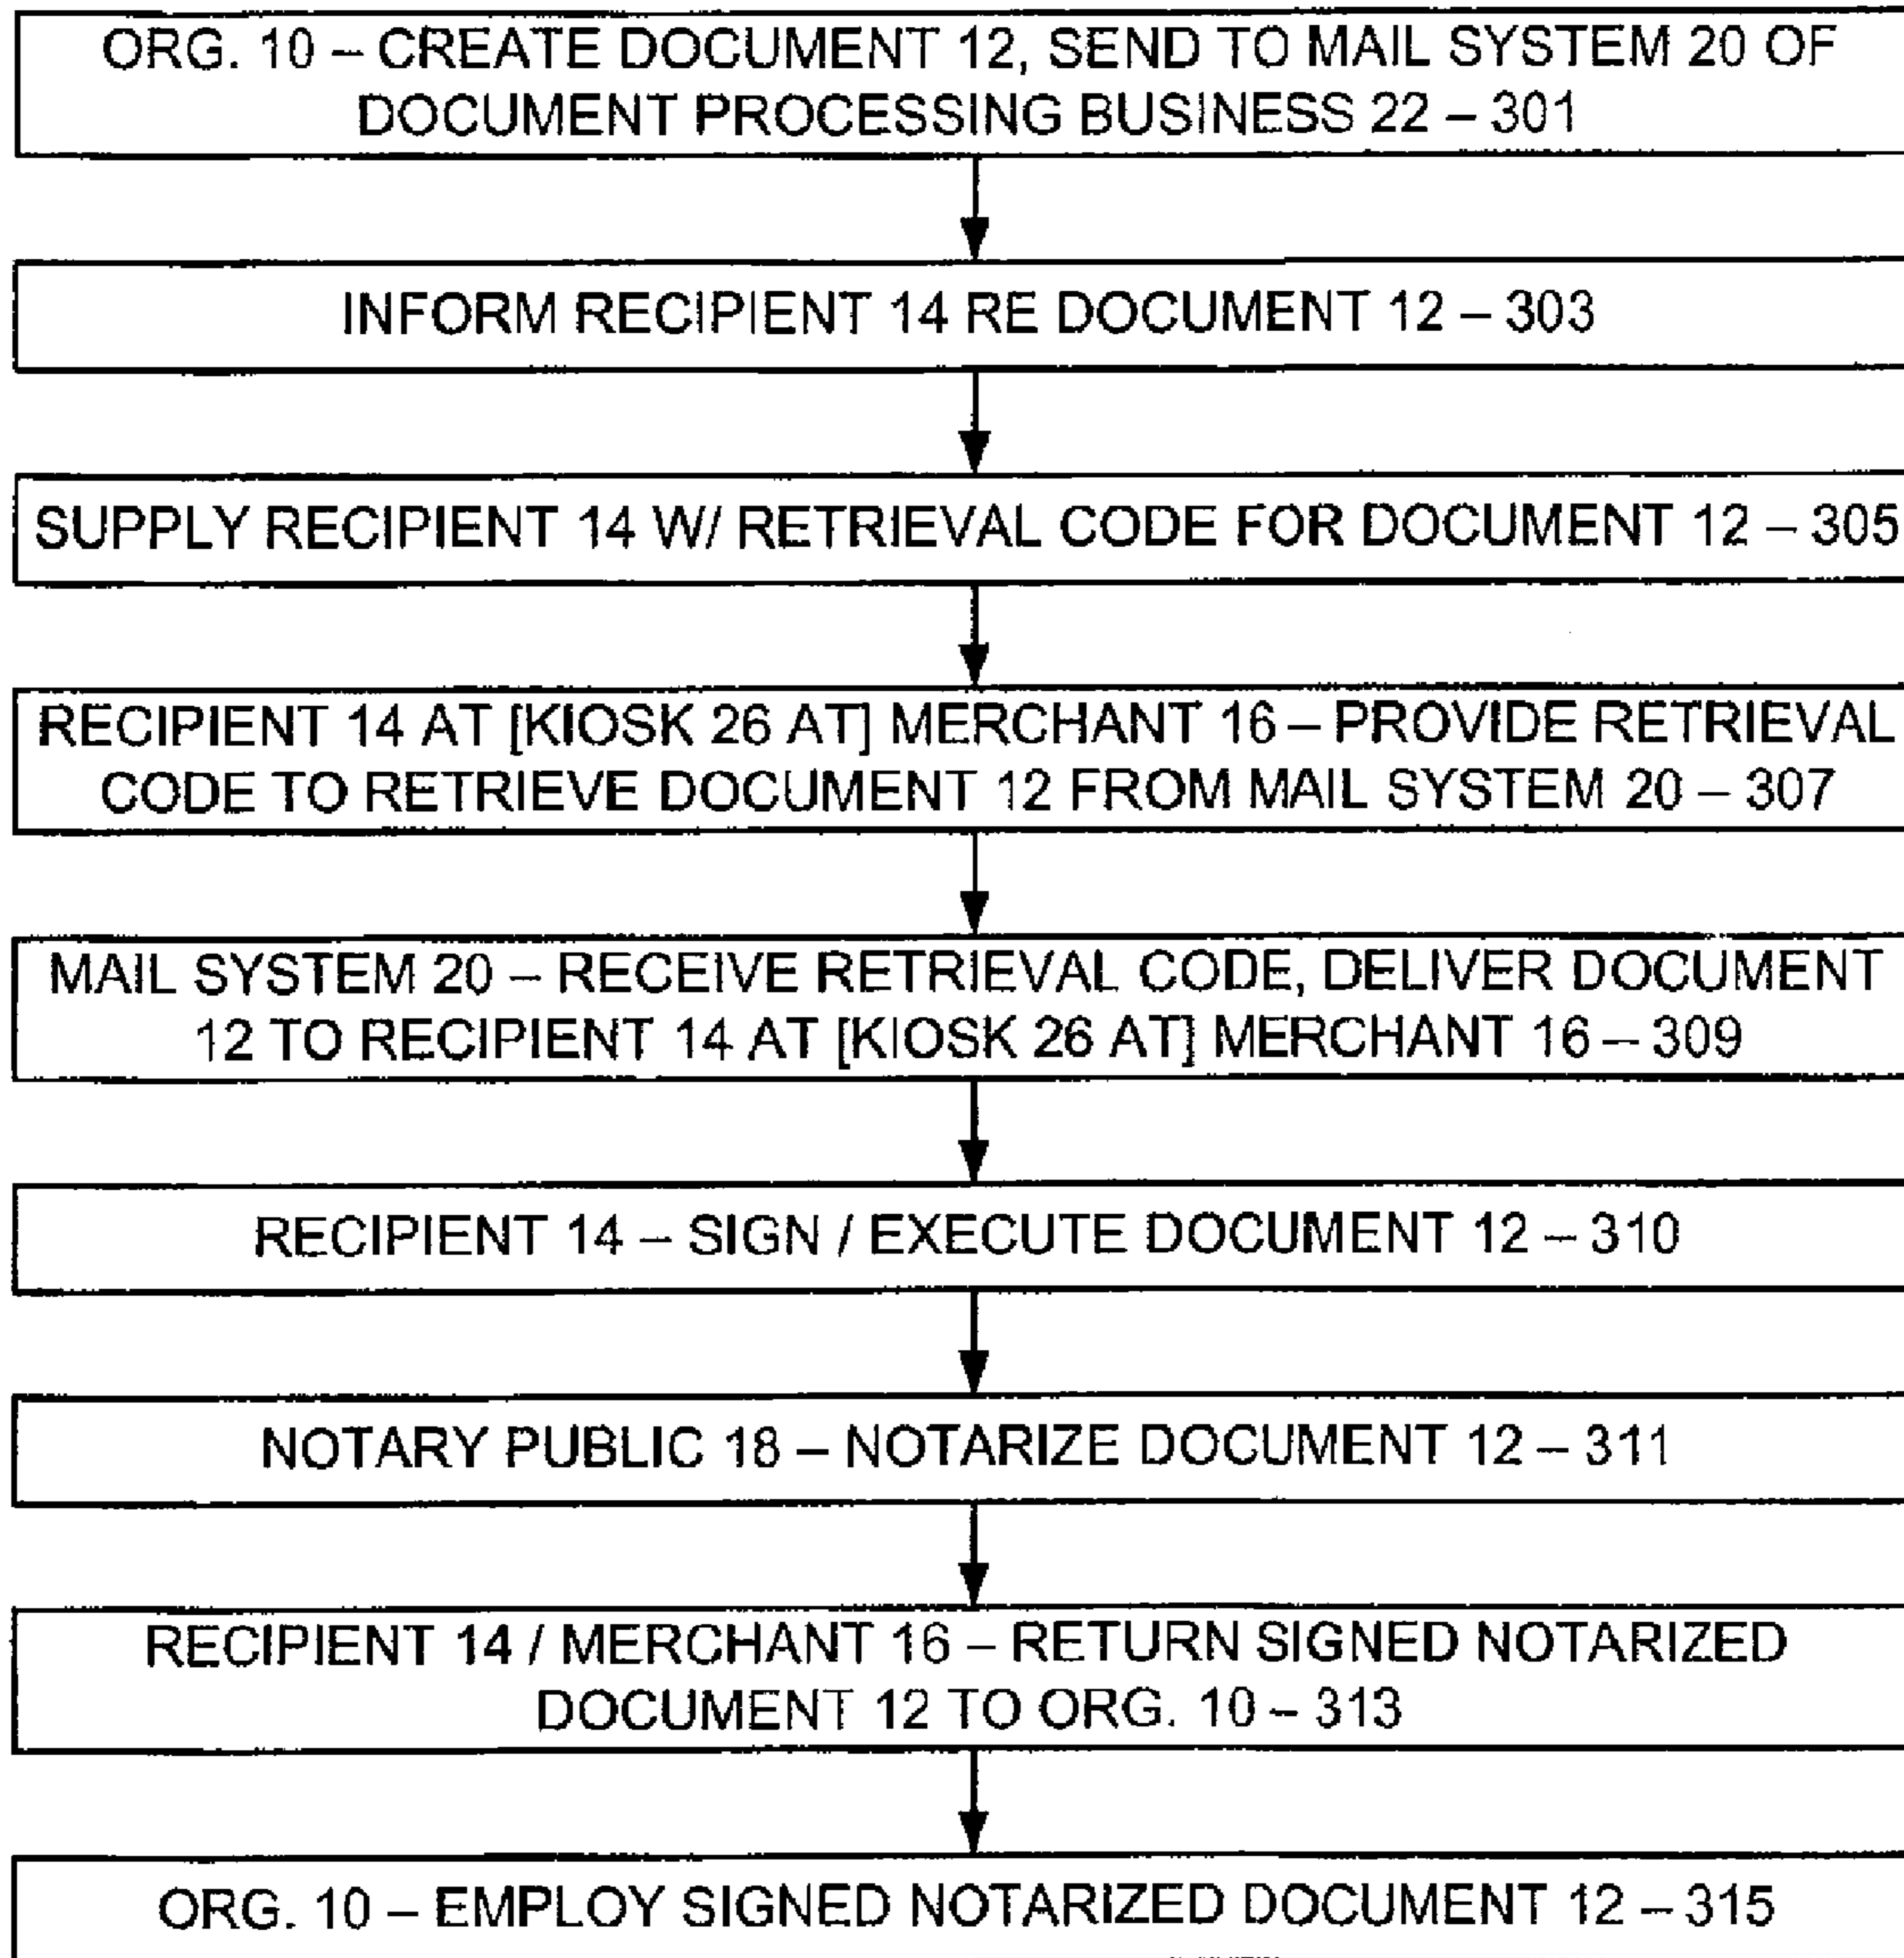 ORG. 10 – CREATE DOCUMENT 12, SEND TO MAIL SYSTEM 20 OF
DOCUMENT PROCESSING BUSINESS 22 – 301
INFORM RECIPIENT 14 RE DOCUMENT 12 – 303
SUPPLY RECIPIENT 14 W/ RETRIEVAL CODE FOR DOCUMENT 12 – 305
RECIPIENT 14 AT [KIOSK 26 AT] MERCHANT 16 – PROVIDE RETRIEVAL
CODE TO RETRIEVE DOCUMENT 12 FROM MAIL SYSTEM 20 – 307
MAIL SYSTEM 20 – RECEIVE RETRIEVAL CODE, DELIVER DOCUMENT
12 TO RECIPIENT 14 AT [KIOSK 26 AT] MERCHANT 16 – 309
RECIPIENT 14 – SIGN / EXECUTE DOCUMENT 12 – 310
NOTARY PUBLIC 18 – NOTARIZE DOCUMENT 12 – 311
RECIPIENT 14 / MERCHANT 16 – RETURN SIGNED NOTARIZED
DOCUMENT 12 TO ORG. 10 – 313
ORG. 10 – EMPLOY SIGNED NOTARIZED DOCUMENT 12 – 315